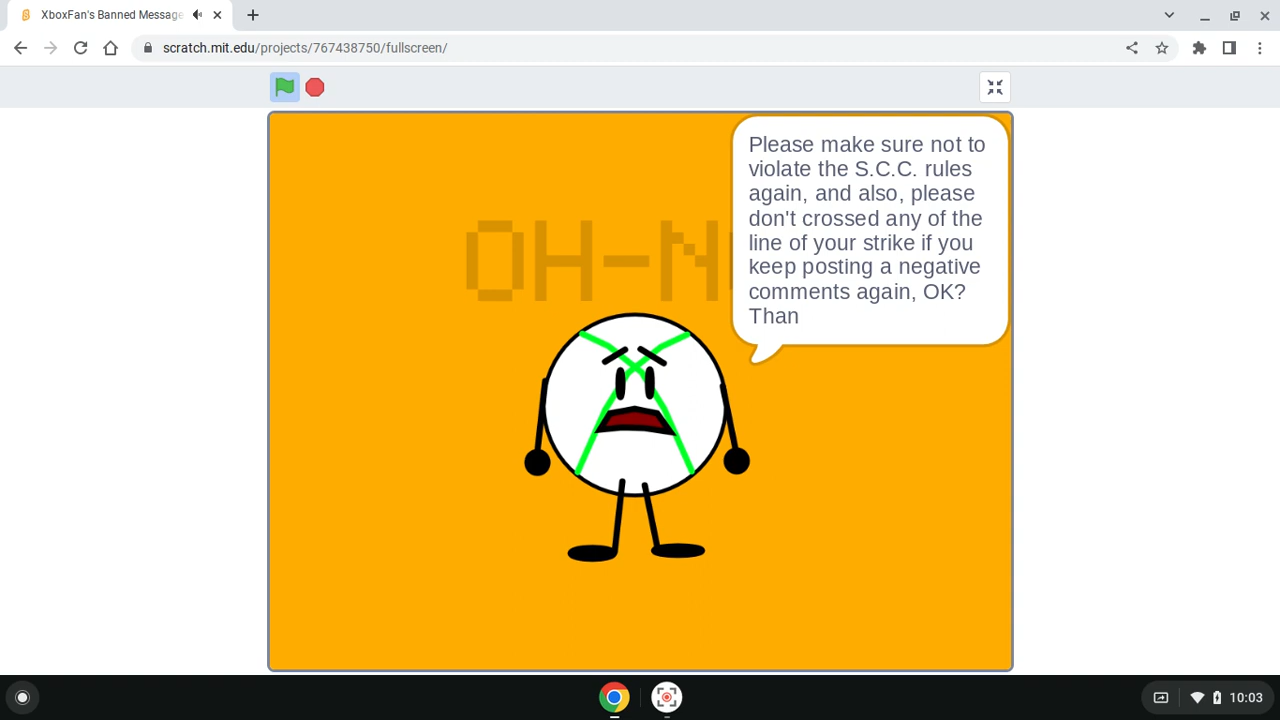 XboxFan's Banned Message
scratch.mit.edu/projects/767438750/fullscreen/
Please make sure not to
violate the S.C.C. rules
again, and also, please
don't crossed any of the
line of your strike if you
keep posting a negative
comments again, OK?
Than
OH-N
10:03